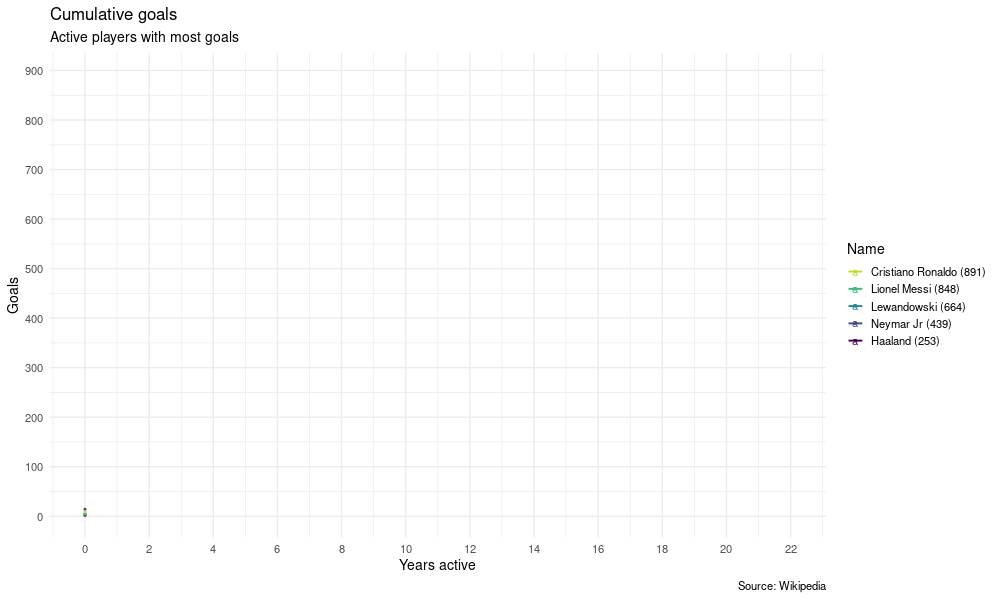 Cumulative goals
Active players with most goals
900
800
700
600
500
400
300
200
100
0
0 2 4 6 8 10 12 14 16 18 20 22
Goals
Years active
Name
a Cristiano Ronaldo (891)
a Lionel Messi (848)
a Lewandowski (664)
a Neymar Jr (439)
a Haaland (253)
Source: Wikipedia